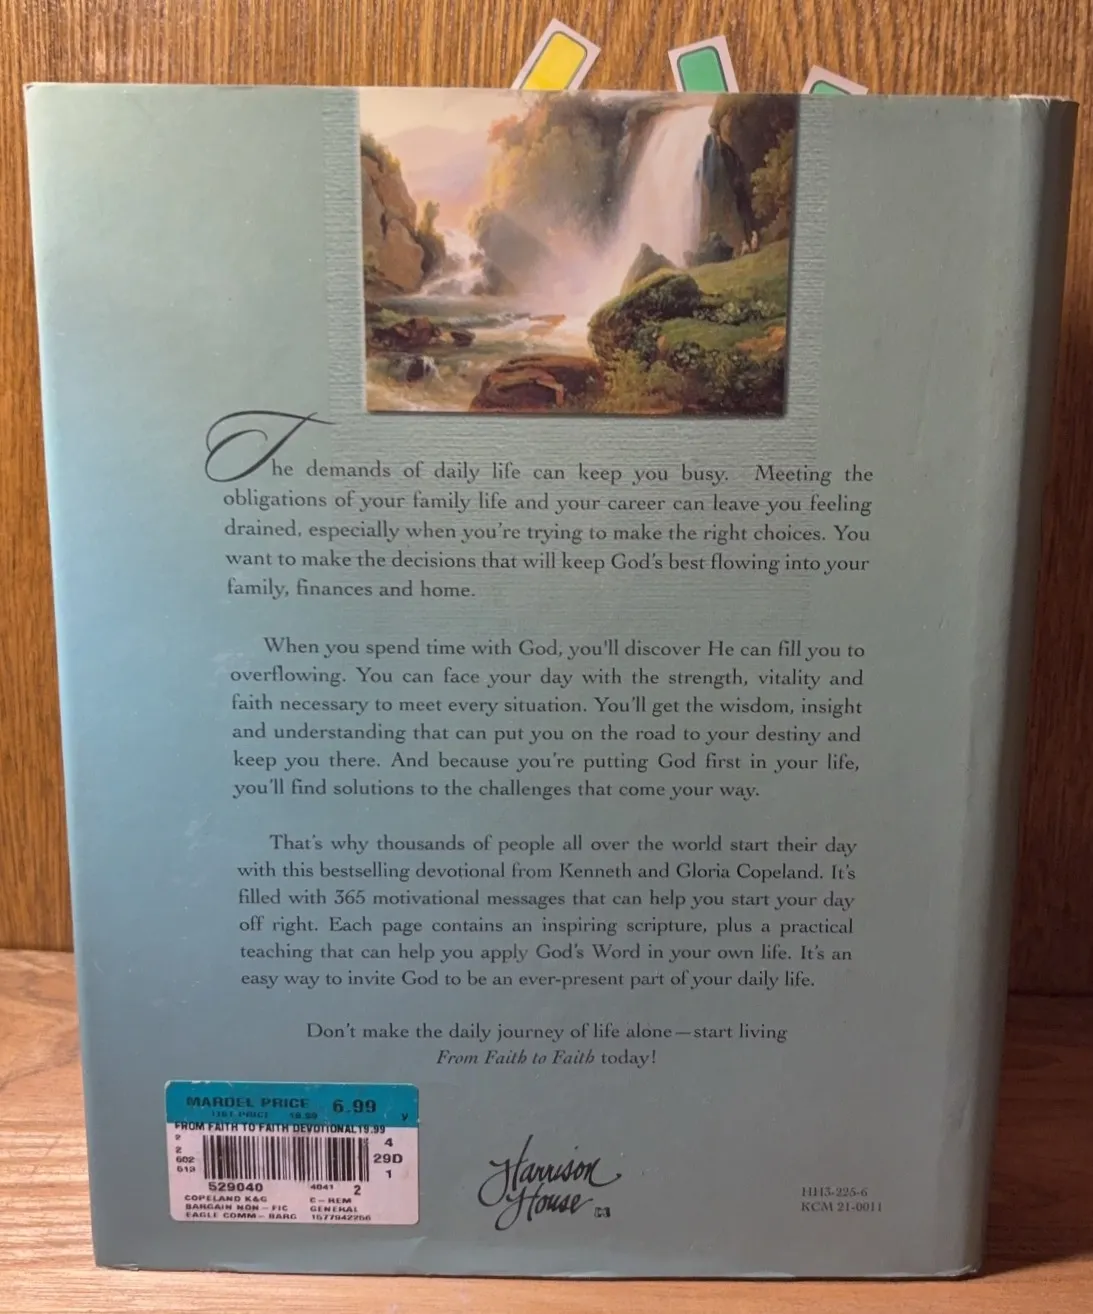 The demands of daily life can keep you busy. Meeting the
obligations of your family life and your career can leave you feeling
drained, especially when you're trying to make the right choices. You
want to make the decisions that will keep God's best flowing into your
family, finances and home.
When you spend time with God, you'll discover He can fill you to
overflowing. You can face your day with the strength, vitality and
faith necessary to meet every situation. You'll get the wisdom, insight
and understanding that can put you on the road to your destiny and
keep you there. And because you're putting God first in your life,
you'll find solutions to the challenges that come your way.
That's why thousands of people all over the world start their day
with this bestselling devotional from Kenneth and Gloria Copeland. It's
filled with 365 motivational messages that can help you start your day
off right. Each page contains an inspiring scripture, plus a practical
teaching that can help you apply God's Word in your own life. It's an
easy way to invite God to be an ever-present part of your daily life.
Don't make the daily journey of life alone—start living
From Faith to Faith today!
MARDEL PRICE 6.99
LIST PRICE y
FROM FAITH TO FAITH DEVOTIONAL 19.99
2
2
602
4
29D
1
529040 4041 2
COPELAND K&G C-REM
BARGAIN NON-FIC GENERAL
EAGLE COMM-BARG 1577942256
Harrison
House
HH3-225-6
KCM 21-0011